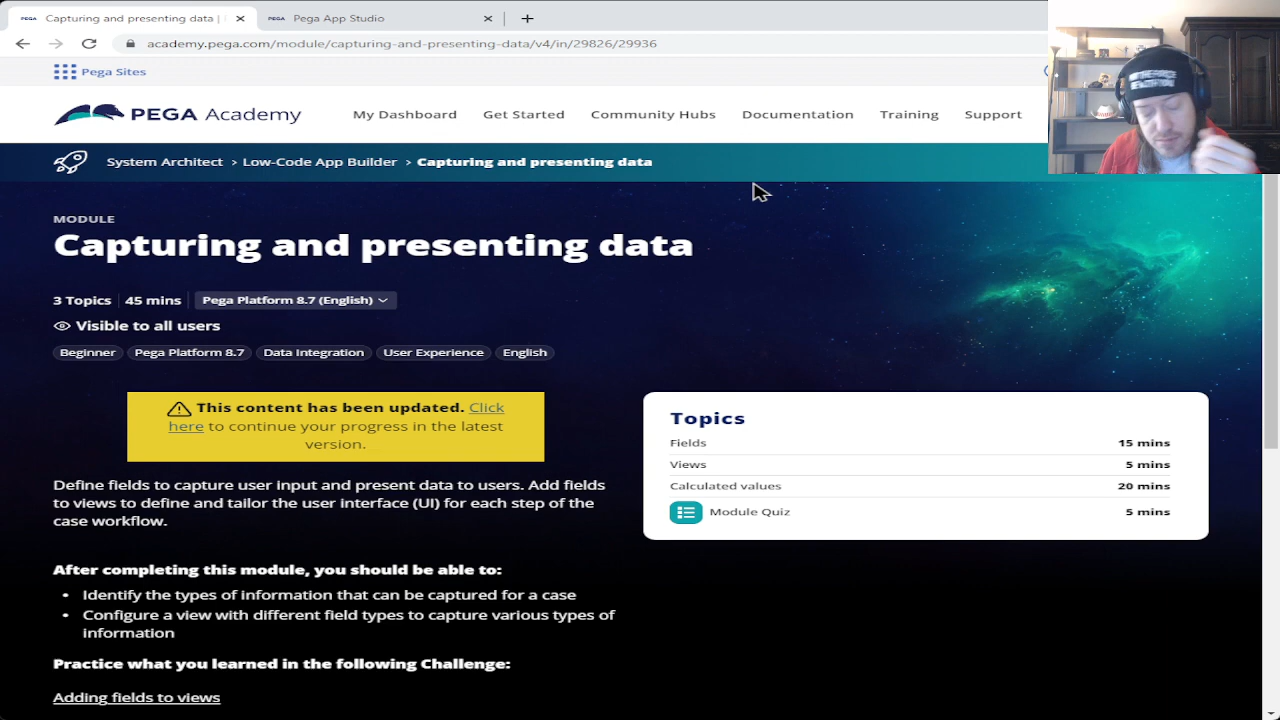 PEGA Capturing and presenting data |
PEGA Pega App Studio
academy.pega.com/module/capturing-and-presenting-data/v4/in/29826/29936
Pega Sites
PEGA Academy
My Dashboard Get Started Community Hubs Documentation Training Support
System Architect > Low-Code App Builder > Capturing and presenting data
MODULE
Capturing and presenting data
3 Topics 45 mins Pega Platform 8.7 (English)
Visible to all users
Beginner Pega Platform 8.7 Data Integration User Experience English
This content has been updated. Click
here to continue your progress in the latest
version.
Topics
Fields 15 mins
Views 5 mins
Calculated values 20 mins
Module Quiz 5 mins
Define fields to capture user input and present data to users. Add fields
to views to define and tailor the user interface (UI) for each step of the
case workflow.
After completing this module, you should be able to:
• Identify the types of information that can be captured for a case
• Configure a view with different field types to capture various types of
information
Practice what you learned in the following Challenge:
Adding fields to views